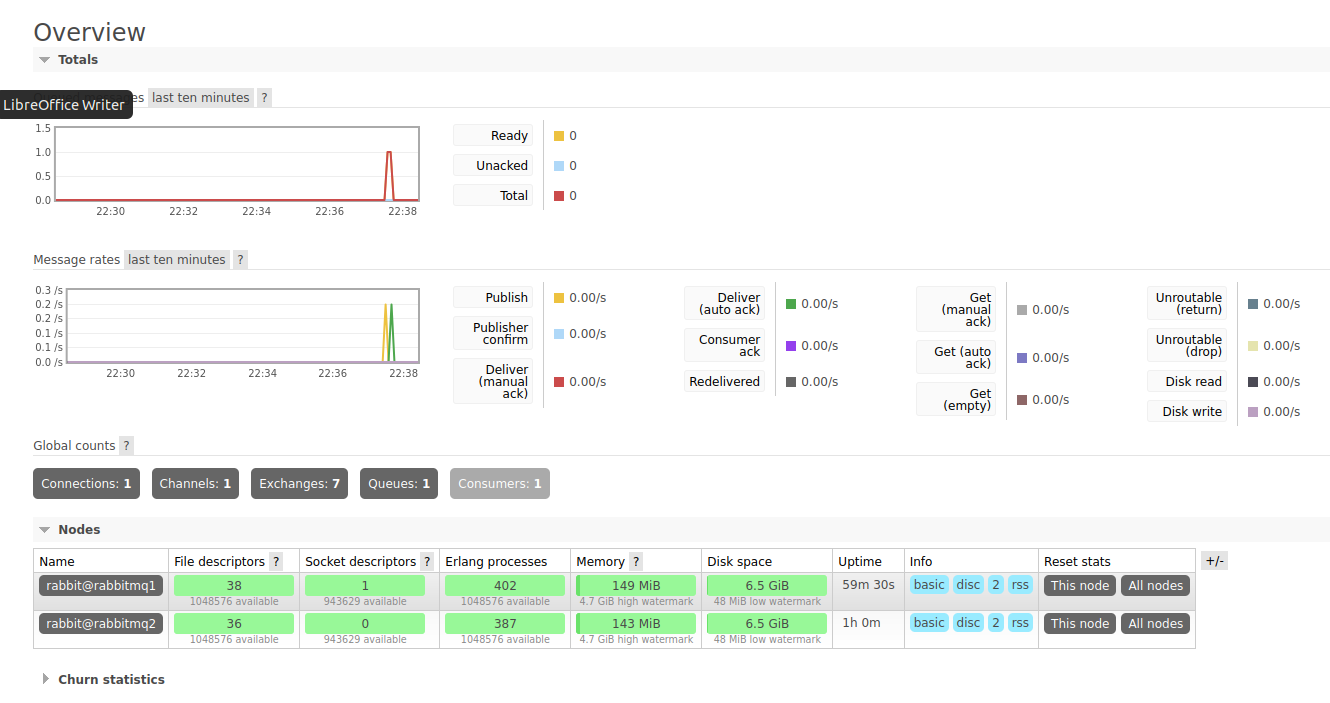 Overview
Totals
es last ten minutes ?
LibreOffice Writer
1.5
1.0
0.5
0.0
22:30 22:32 22:34 22:36 22:38
Ready 0
Unacked 0
Total 0
Message rates last ten minutes ?
0.3 /s
0.2 /s
0.2 /s
0.1 /s
0.1 /s
0.0 /s
22:30 22:32 22:34 22:36 22:38
Publish 0.00/s
Publisher
confirm 0.00/s
Deliver
(manual
ack) 0.00/s
Deliver
(auto ack) 0.00/s
Consumer
ack 0.00/s
Redelivered 0.00/s
Get
(manual
ack) 0.00/s
Get (auto
ack) 0.00/s
Get
(empty) 0.00/s
Unroutable
(return) 0.00/s
Unroutable
(drop) 0.00/s
Disk read 0.00/s
Disk write 0.00/s
Global counts ?
Connections: 1 Channels: 1 Exchanges: 7 Queues: 1 Consumers: 1
Nodes
Name File descriptors ? Socket descriptors ? Erlang processes Memory ? Disk space Uptime Info Reset stats +/-
rabbit@rabbitmq1 38 1 402 149 MiB 6.5 GiB 59m 30s basic disc 2 rss This node All nodes
1048576 available 943629 available 1048576 available 4.7 GiB high watermark 48 MiB low watermark
rabbit@rabbitmq2 36 0 387 143 MiB 6.5 GiB 1h 0m basic disc 2 rss This node All nodes
1048576 available 943629 available 1048576 available 4.7 GiB high watermark 48 MiB low watermark
Churn statistics